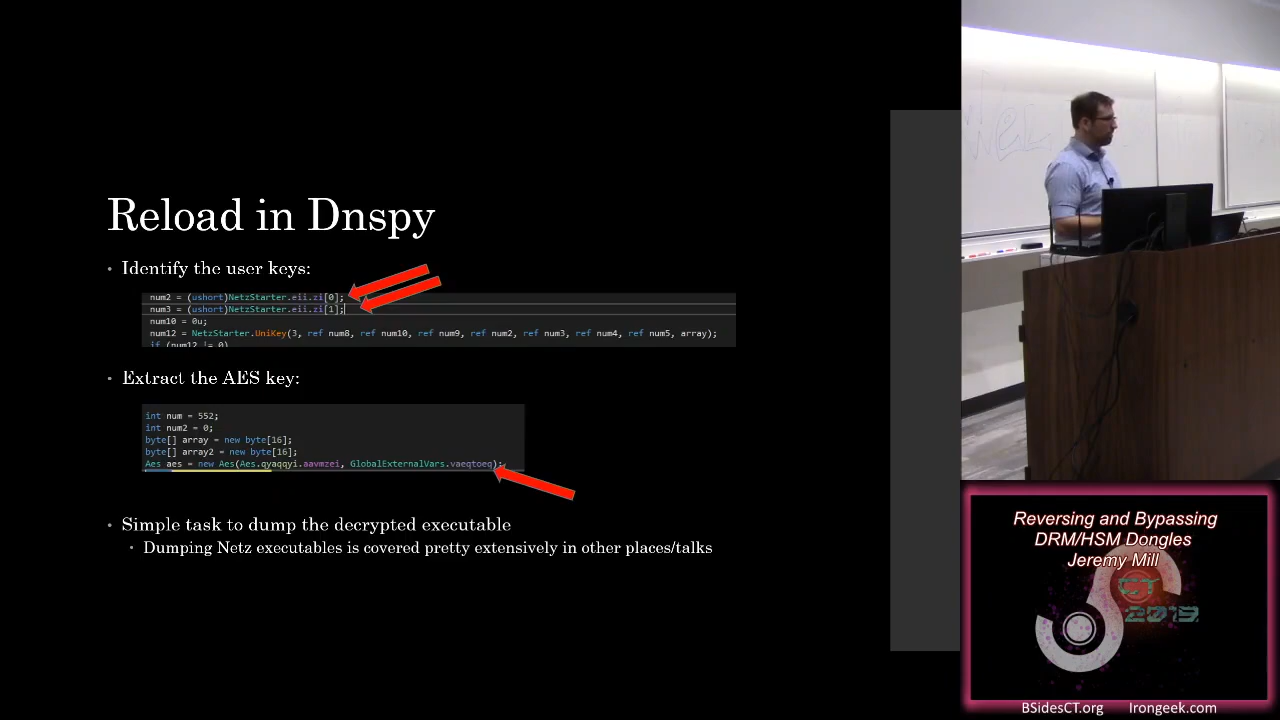 Reload in Dnspy
• Identify the user keys:
num2 = (ushort)NetzStarter.eii.zi[0];
num3 = (ushort)NetzStarter.eii.zi[1];
num10 = 0u;
num12 = NetzStarter.UniKey(3, ref num8, ref num10, ref num9, ref num2, ref num3, ref num4, ref num5, array);
if (num12 != 0)
• Extract the AES key:
int num = 552;
int num2 = 0;
byte[] array = new byte[16];
byte[] array2 = new byte[16];
Aes aes = new Aes(Aes.qyaqqyi.aavmzei, GlobalExternalVars.vaeqtoeq);
• Simple task to dump the decrypted executable
• Dumping Netz executables is covered pretty extensively in other places/talks
Reversing and Bypassing
DRM/HSM Dongles
Jeremy Mill
CT
2019
BSidesCT.org Irongeek.com